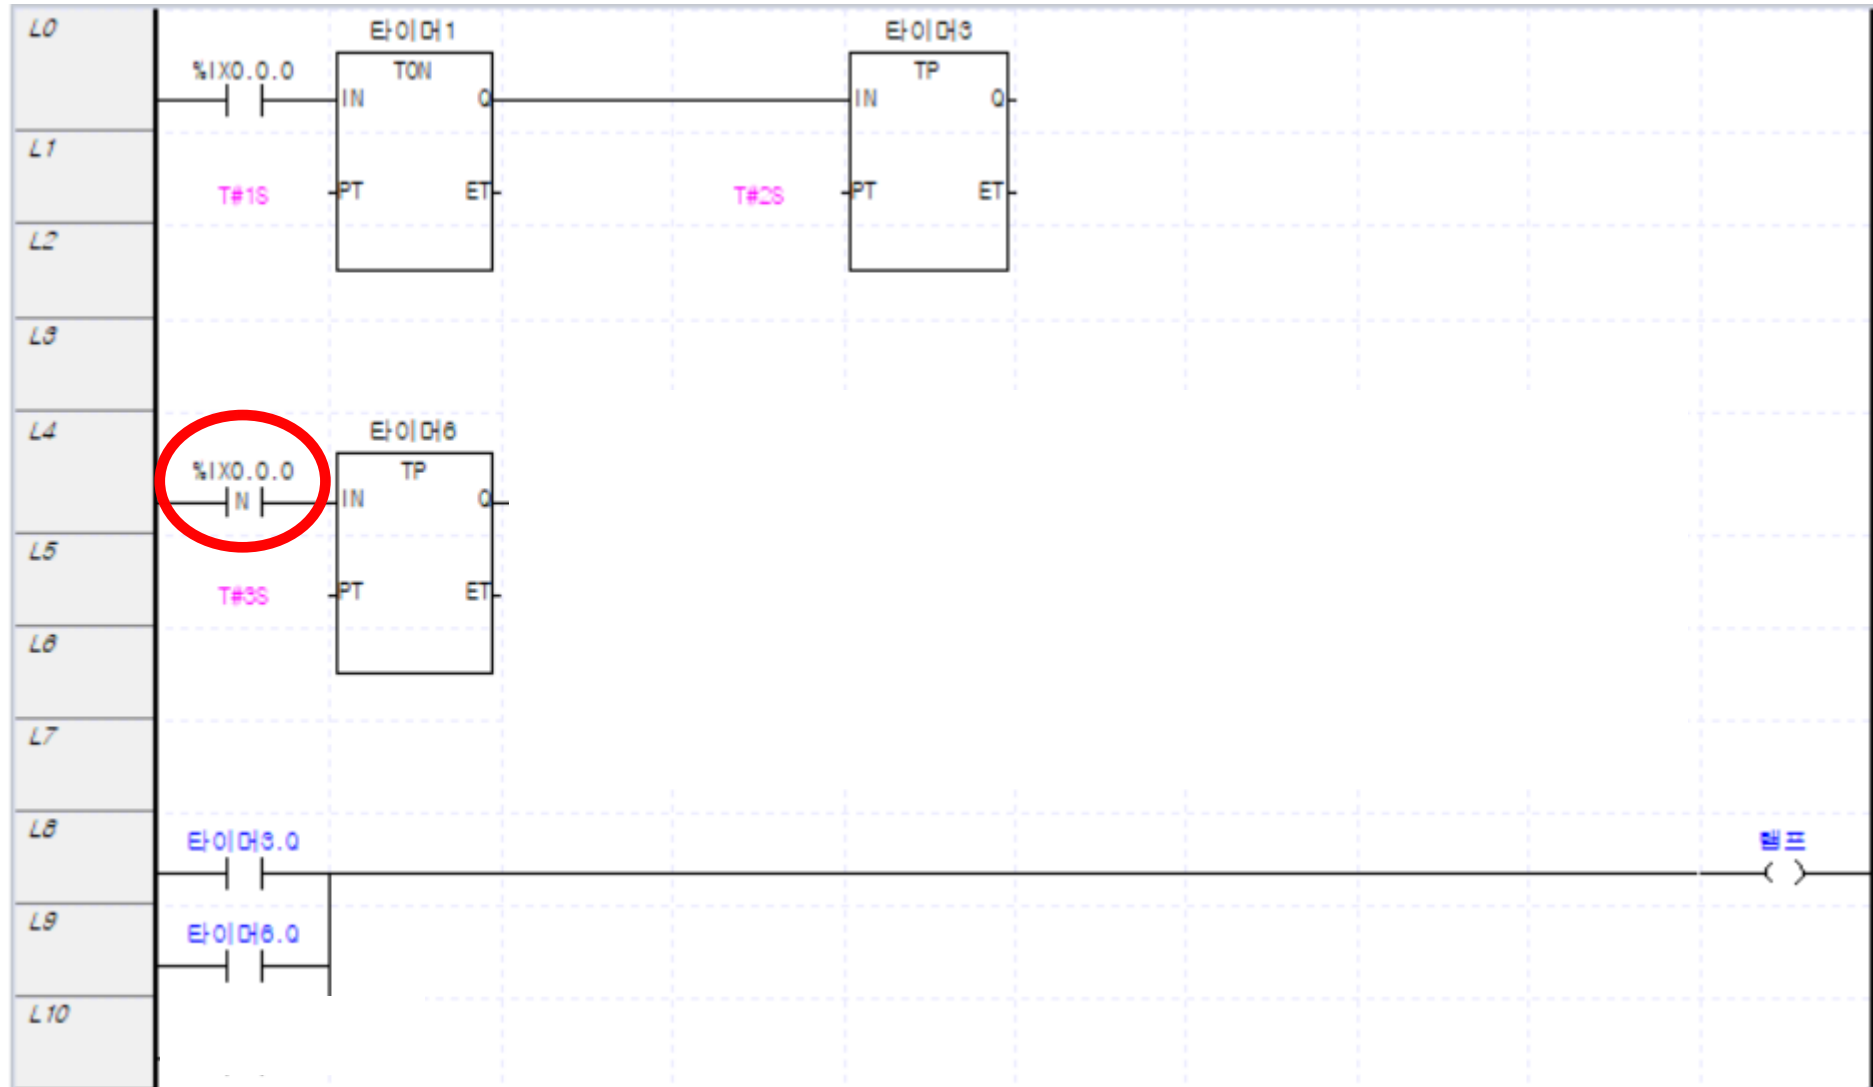 L0
타이머1
타이머3
%IX0.0.0
TON
TP
IN
Q
IN
Q
L1
T#1S
PT
ET
T#2S
PT
ET
L2
L3
L4
타이머6
%IX0.0.0
TP
N
IN
Q
L5
T#3S
PT
ET
L6
L7
L8
타이머3.Q
램프
L9
타이머6.Q
L10